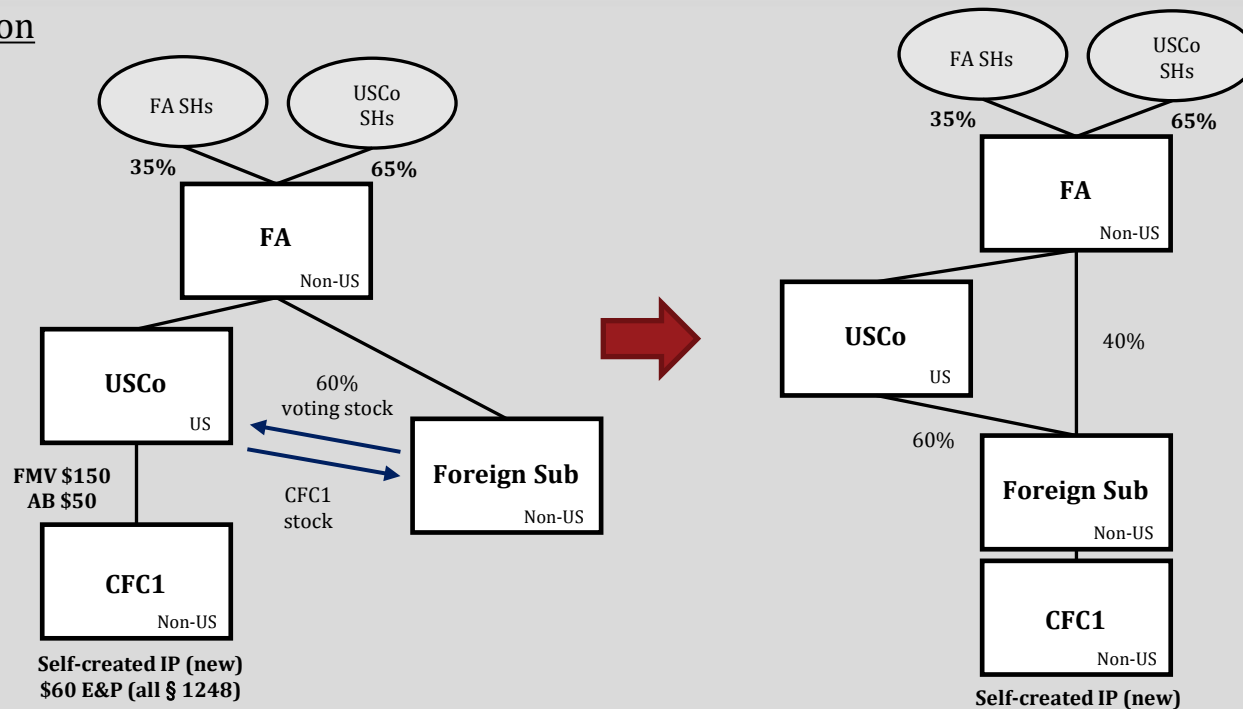 on
FA SHs
USCo
SHs
35%
65%
FA
Non-US
USCo
US
60%
voting stock
CFC1
stock
Foreign Sub
Non-US
FMV $150
AB $50
CFC1
Non-US
Self-created IP (new)
$60 E&P (all § 1248)
FA SHs
USCo
SHs
35%
65%
FA
Non-US
USCo
US
40%
60%
Foreign Sub
Non-US
CFC1
Non-US
Self-created IP (new)